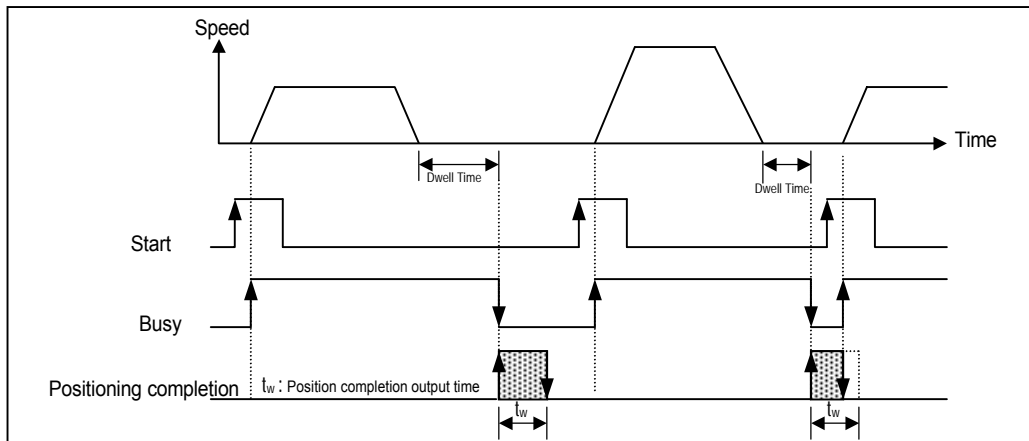 Speed
Time
Dwell Time
Dwell Time
Start
Busy
Positioning completion
tw : Position completion output time
tw
tw